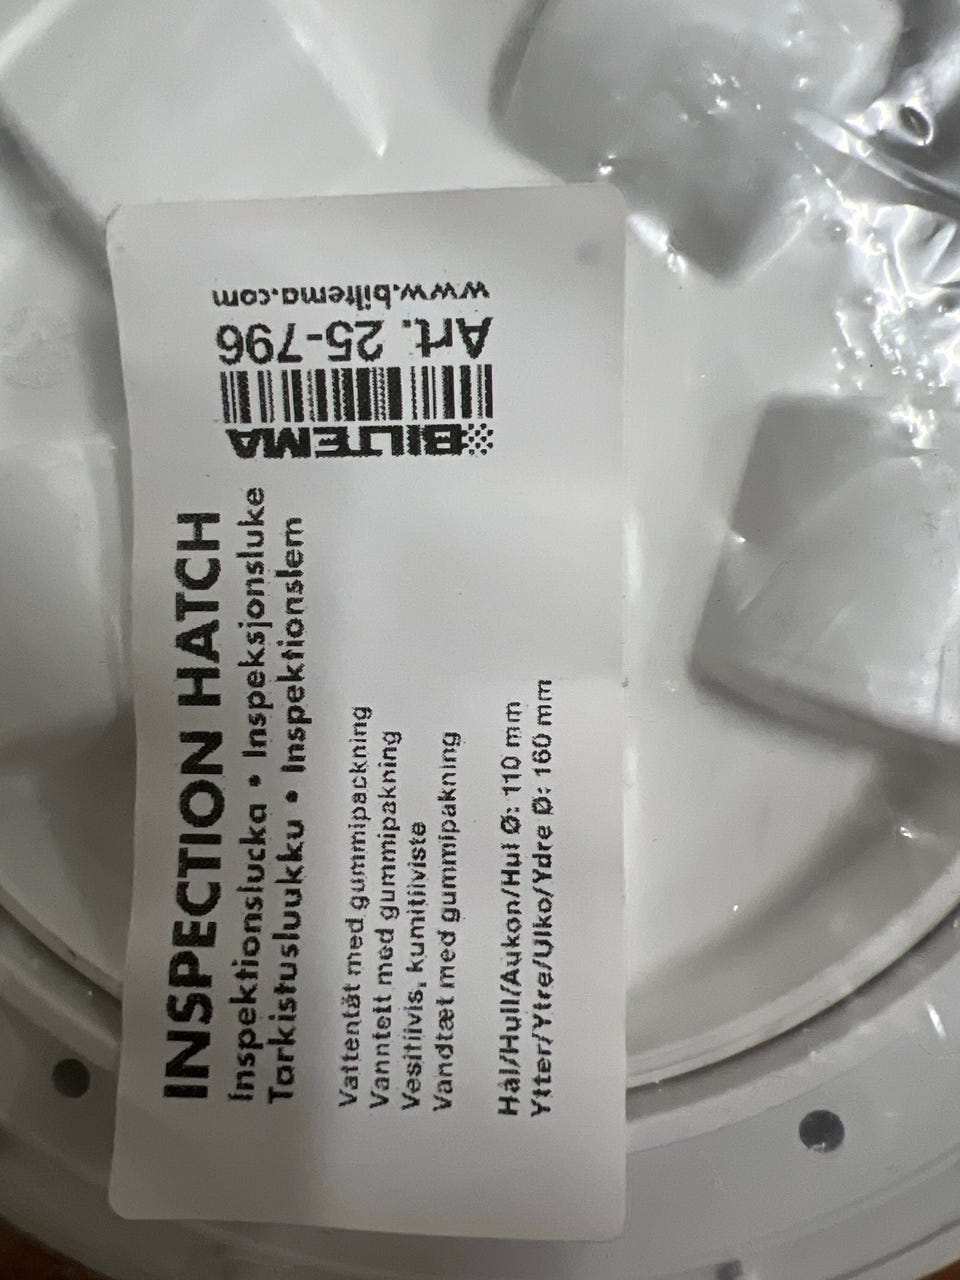 INSPECTION HATCH
Inspektionslucka • Inspeksjonsluke
Tarkistusluukku • Inspektionslem
Vattentät med gummipackning
Vanntett med gummipakning
Vesitiivis, kumitiiviste
Vandtæt med gummipakning
Hål/Hull/Aukon/Hul Ø: 110 mm
Ytter/Ytre/Ulko/Ydre Ø: 160 mm
BILTEMA
Art. 25-796
www.biltema.com